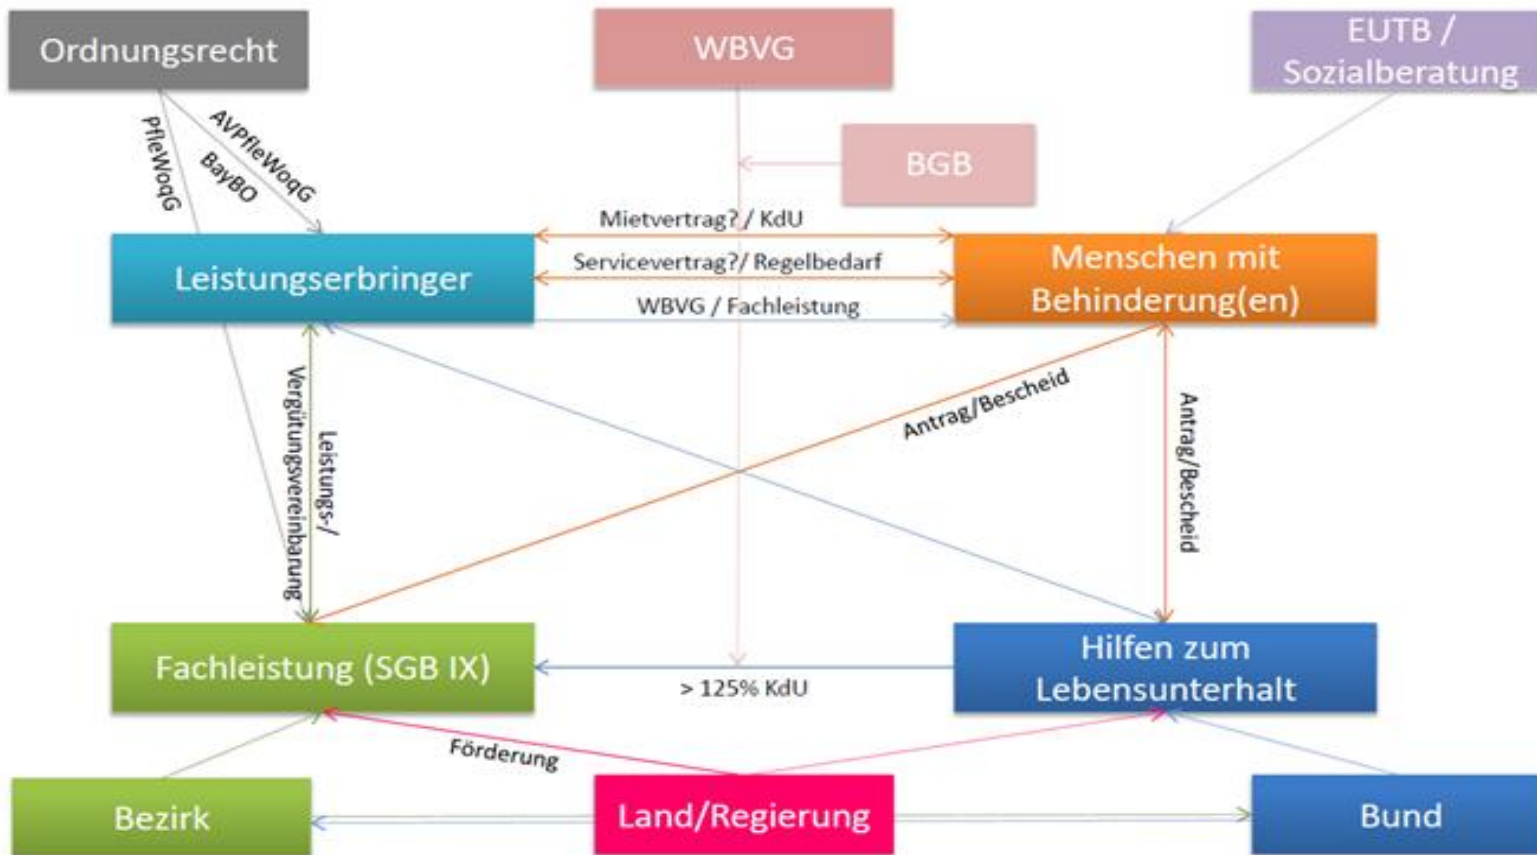 Ordnungsrecht
WBVG
EUTB /
Sozialberatung
BGB
PfleWoqG
AVPfleWoqG
BayBO
Mietvertrag? / KdU
Servicevertrag?/ Regelbedarf
WBVG / Fachleistung
Leistungserbringer
Menschen mit
Behinderung(en)
Leistungs-/
Vergütungsvereinbarung
Antrag/Bescheid
Antrag/Bescheid
Fachleistung (SGB IX)
> 125% KdU
Hilfen zum
Lebensunterhalt
Förderung
Bezirk
Land/Regierung
Bund